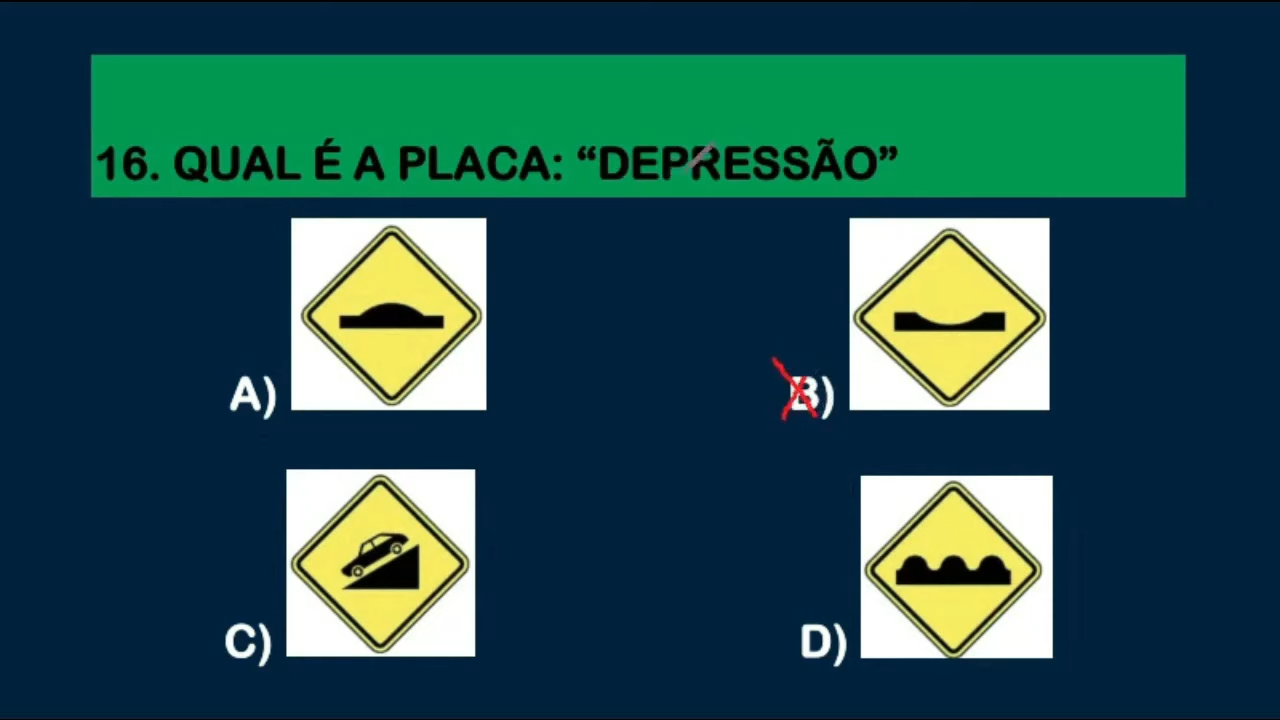 16. QUAL É A PLACA: “DEPRESSÃO”
A)
B)
C)
D)